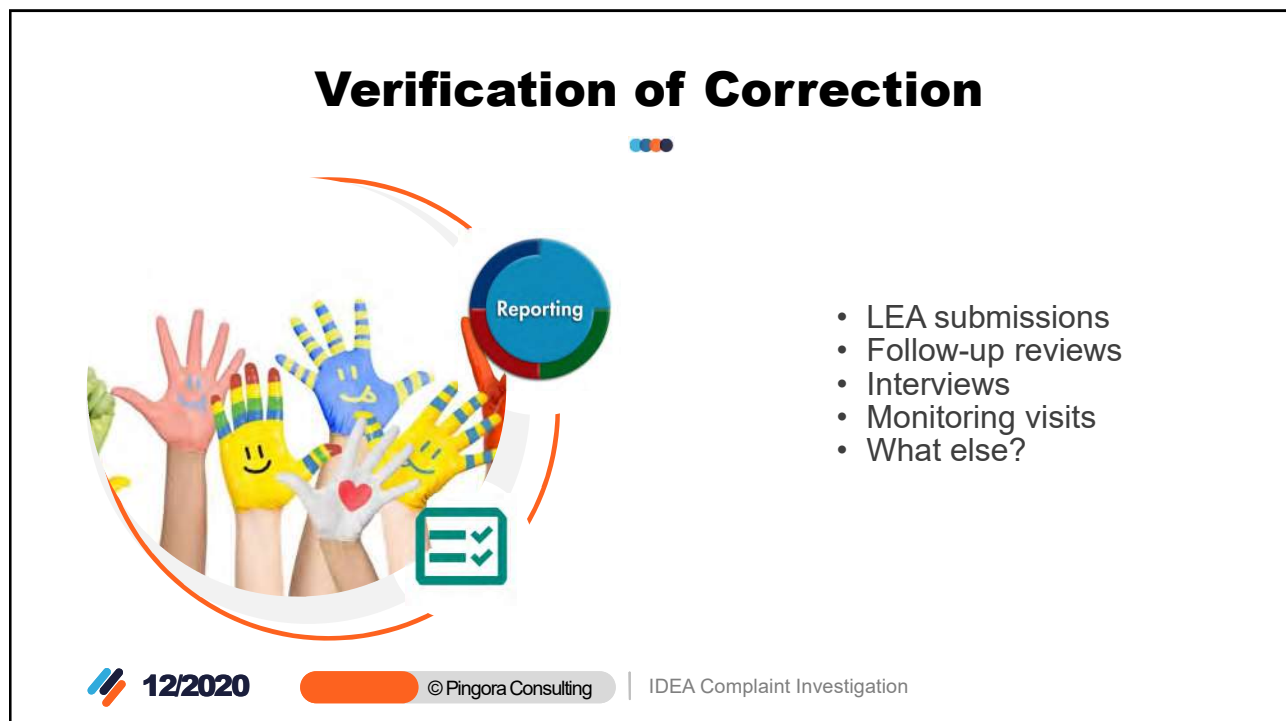 Verification of Correction
Reporting
• LEA submissions
• Follow-up reviews
• Interviews
• Monitoring visits
• What else?
12/2020
© Pingora Consulting
IDEA Complaint Investigation